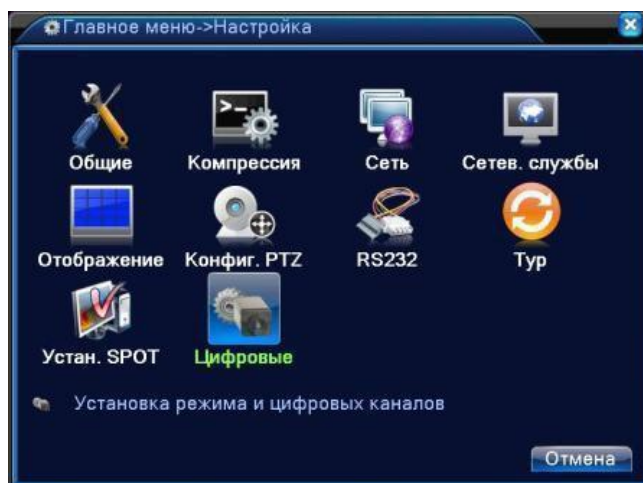 Главное меню->Настройка
Общие Компрессия Сеть Сетев. службы
Отображение Конфиг. PTZ RS232 Тур
Устан. SPOT Цифровые
Установка режима и цифровых каналов
Отмена